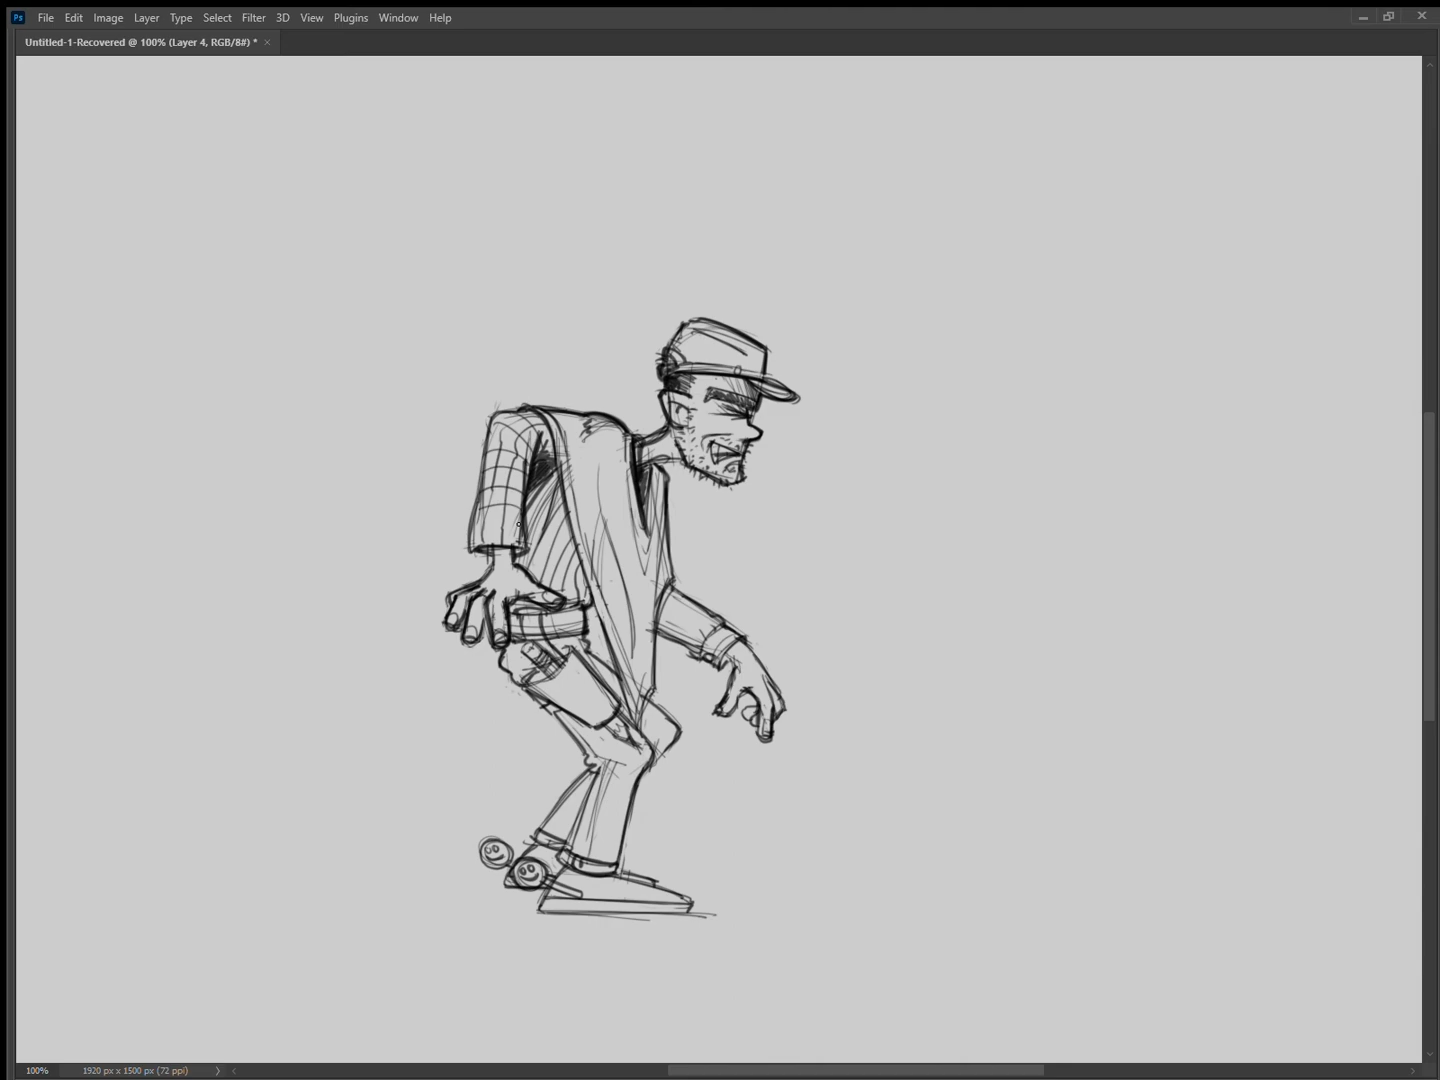 Ps File Edit Image Layer Type Select Filter 3D View Plugins Window Help
Untitled-1-Recovered @ 100% (Layer 4, RGB/8#) *
100% 1920 px x 1500 px (72 ppi)